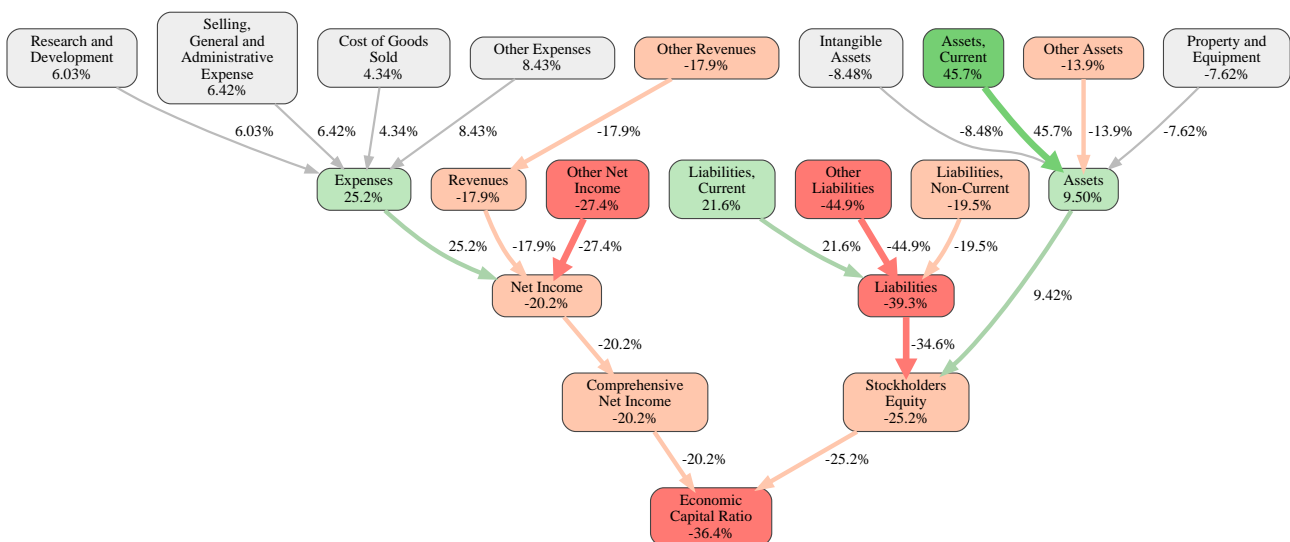 Research and
Development
6.03%
Selling,
General and
Administrative
Expense
6.42%
Cost of Goods
Sold
4.34%
Other Expenses
8.43%
Other Revenues
-17.9%
Intangible
Assets
-8.48%
Assets,
Current
45.7%
Other Assets
-13.9%
Property and
Equipment
-7.62%
6.03%
6.42%
4.34%
8.43%
-17.9%
-8.48%
45.7%
-13.9%
-7.62%
Expenses
25.2%
Revenues
-17.9%
Other Net
Income
-27.4%
Liabilities,
Current
21.6%
Other
Liabilities
-44.9%
Liabilities,
Non-Current
-19.5%
Assets
9.50%
25.2%
-17.9%
-27.4%
21.6%
-44.9%
-19.5%
9.42%
Net Income
-20.2%
Liabilities
-39.3%
-20.2%
-34.6%
Comprehensive
Net Income
-20.2%
Stockholders
Equity
-25.2%
-20.2%
-25.2%
Economic
Capital Ratio
-36.4%